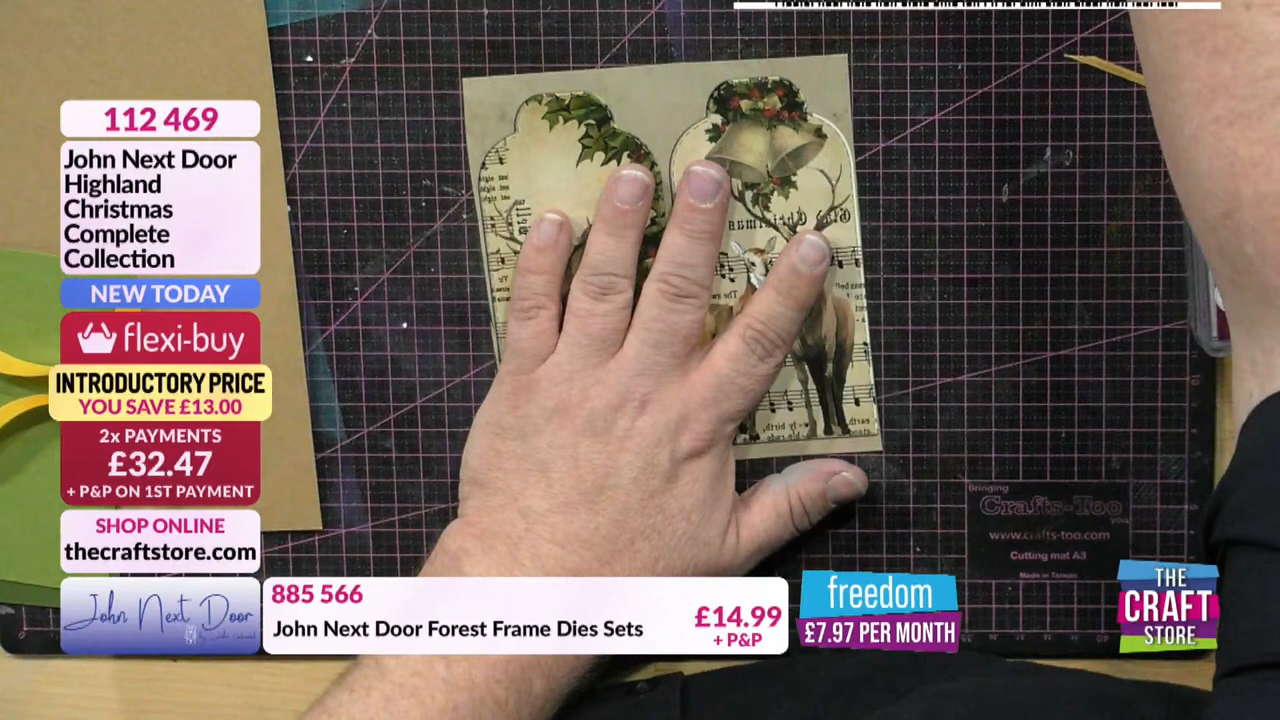 112 469
John Next Door
Highland
Christmas
Complete
Collection
NEW TODAY
flexi-buy
INTRODUCTORY PRICE
YOU SAVE £13.00
2x PAYMENTS
£32.47
+ P&P ON 1ST PAYMENT
SHOP ONLINE
thecraftstore.com
John Next Door
885 566
John Next Door Forest Frame Dies Sets
£14.99
+ P&P
freedom
£7.97 PER MONTH
THE
CRAFT
STORE
Bringing
Crafts-Too
you
www.crafts-too.com
Cutting mat A3
Made in Taiwan